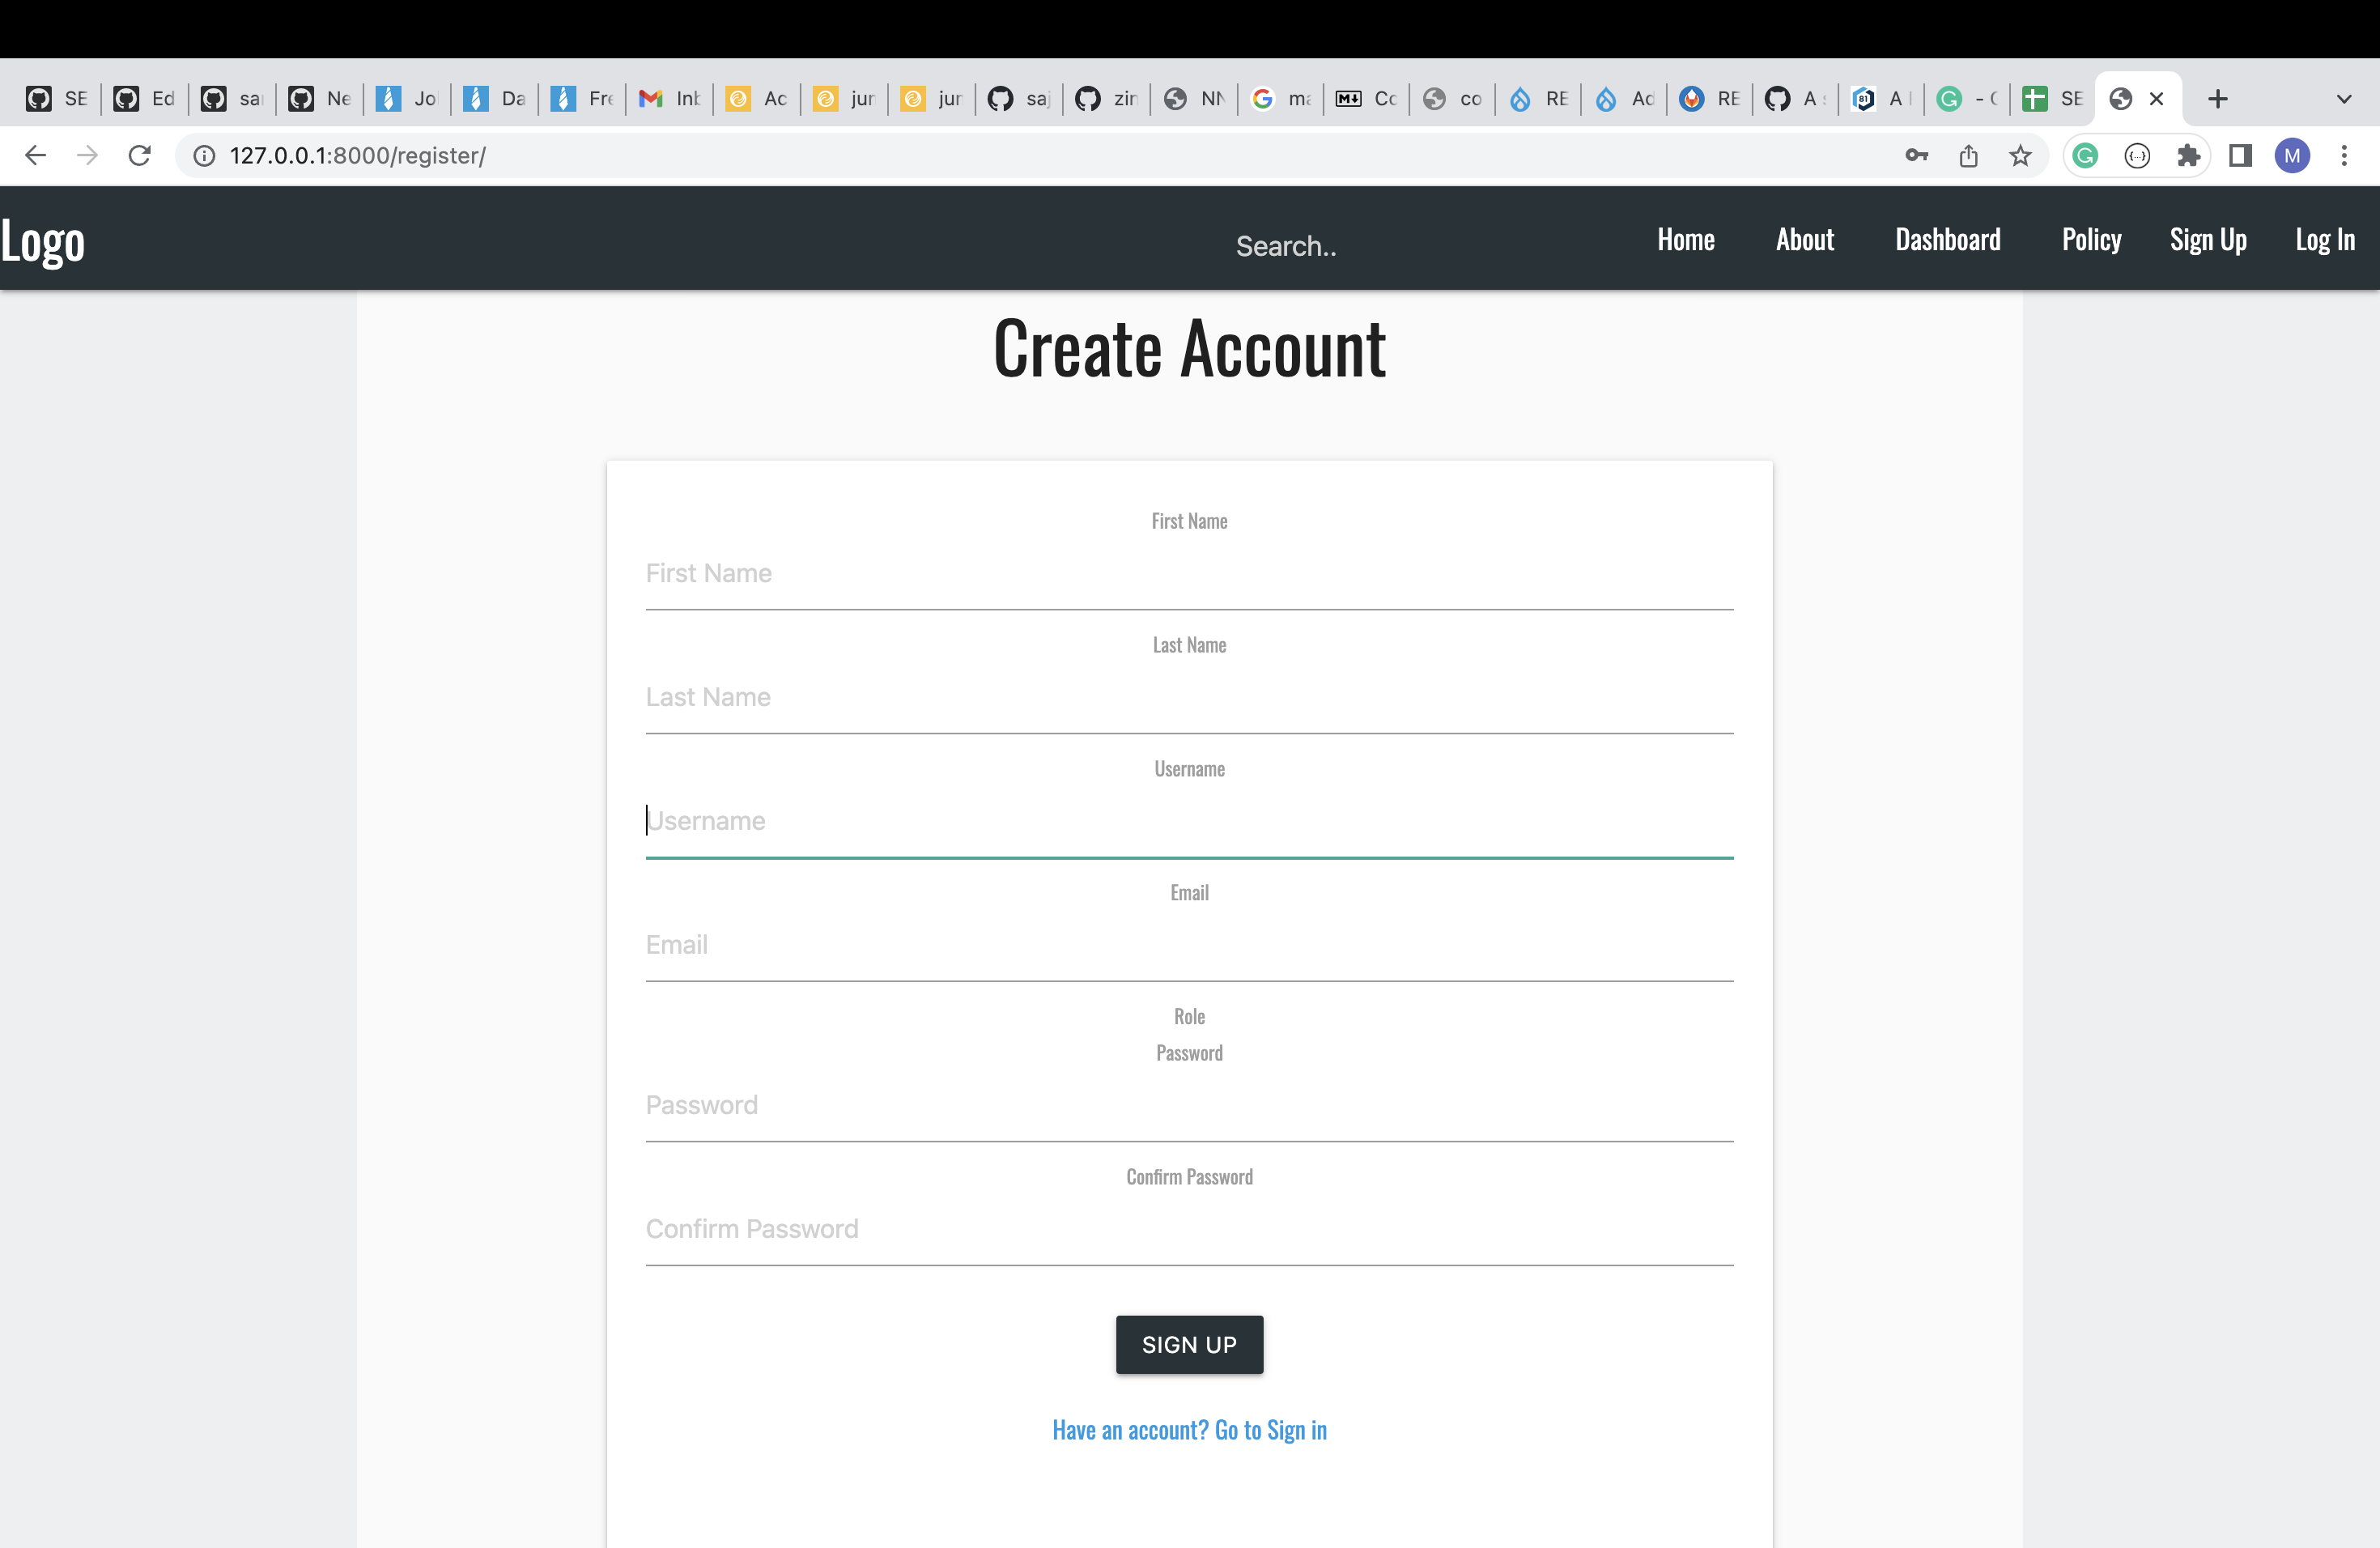 SE Ed sa Ne Jo Da Fre Inb Ac jur jur saj zin NN G ma M Co co RE Ad RE A 81 A G - SE
127.0.0.1:8000/register/ G {...} M
Logo Search.. Home About Dashboard Policy Sign Up Log In
Create Account
First Name
First Name
Last Name
Last Name
Username
Username
Email
Email
Role
Password
Password
Confirm Password
Confirm Password
SIGN UP
Have an account? Go to Sign in